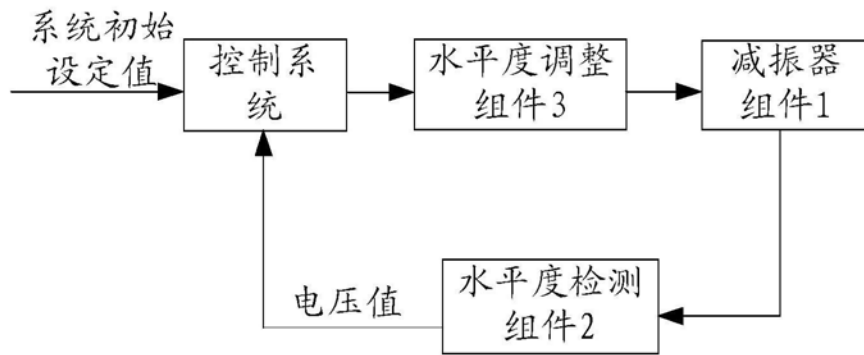 系统初始
设定值
控制系
统
水平度调整
组件3
减振器
组件1
水平度检测
组件2
电压值